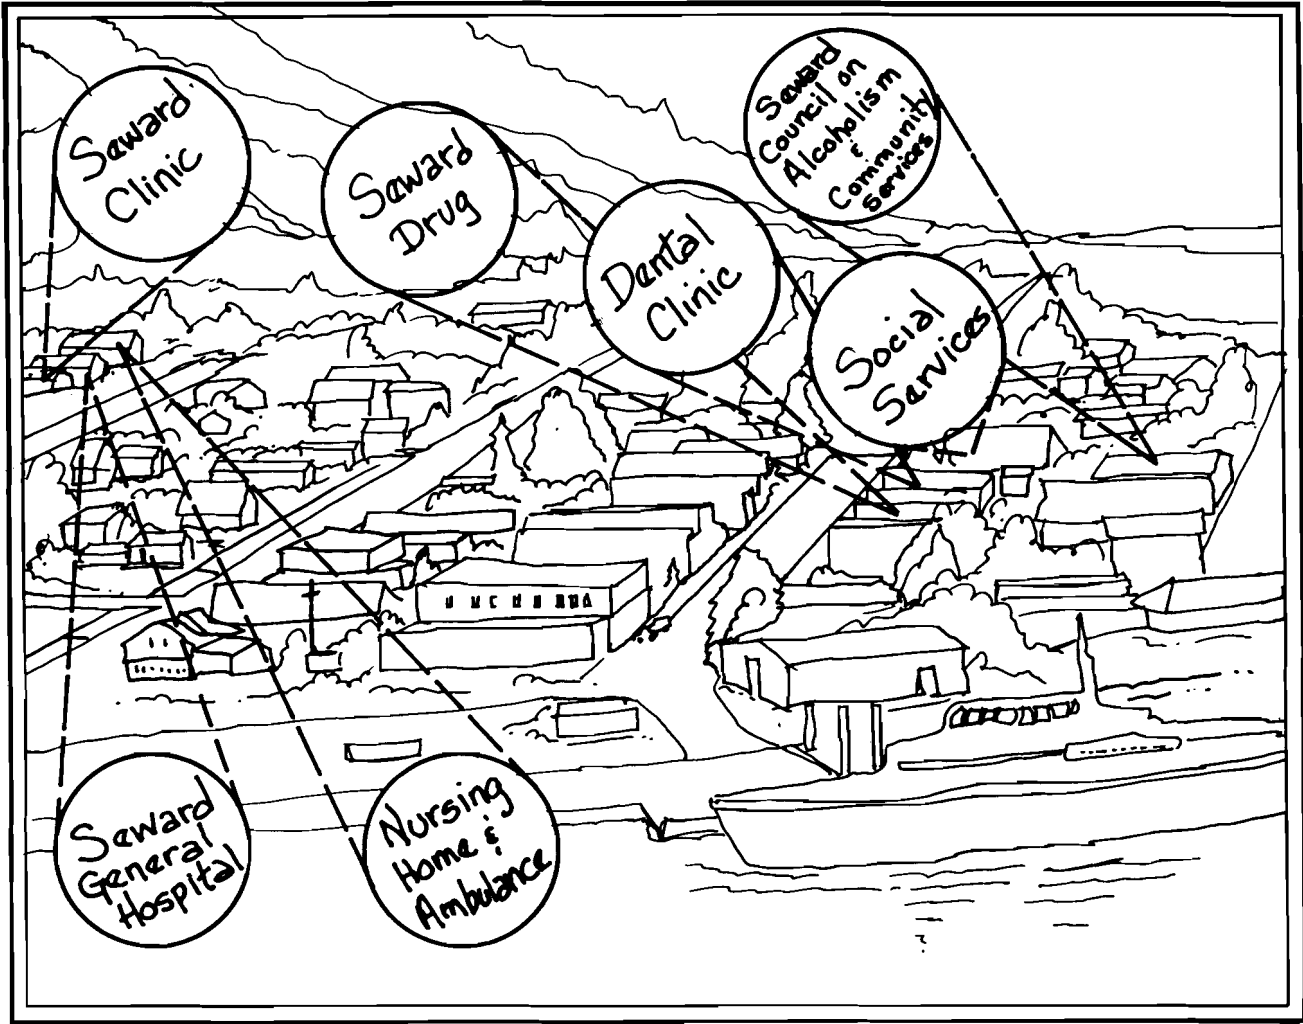 Seward
Clinic
Seward
Drug
Dental
Clinic
Seward
Council on
Alcoholism
&
Community
Services
Social
Services
Seward
General
Hospital
Nursing
Home &
Ambulance